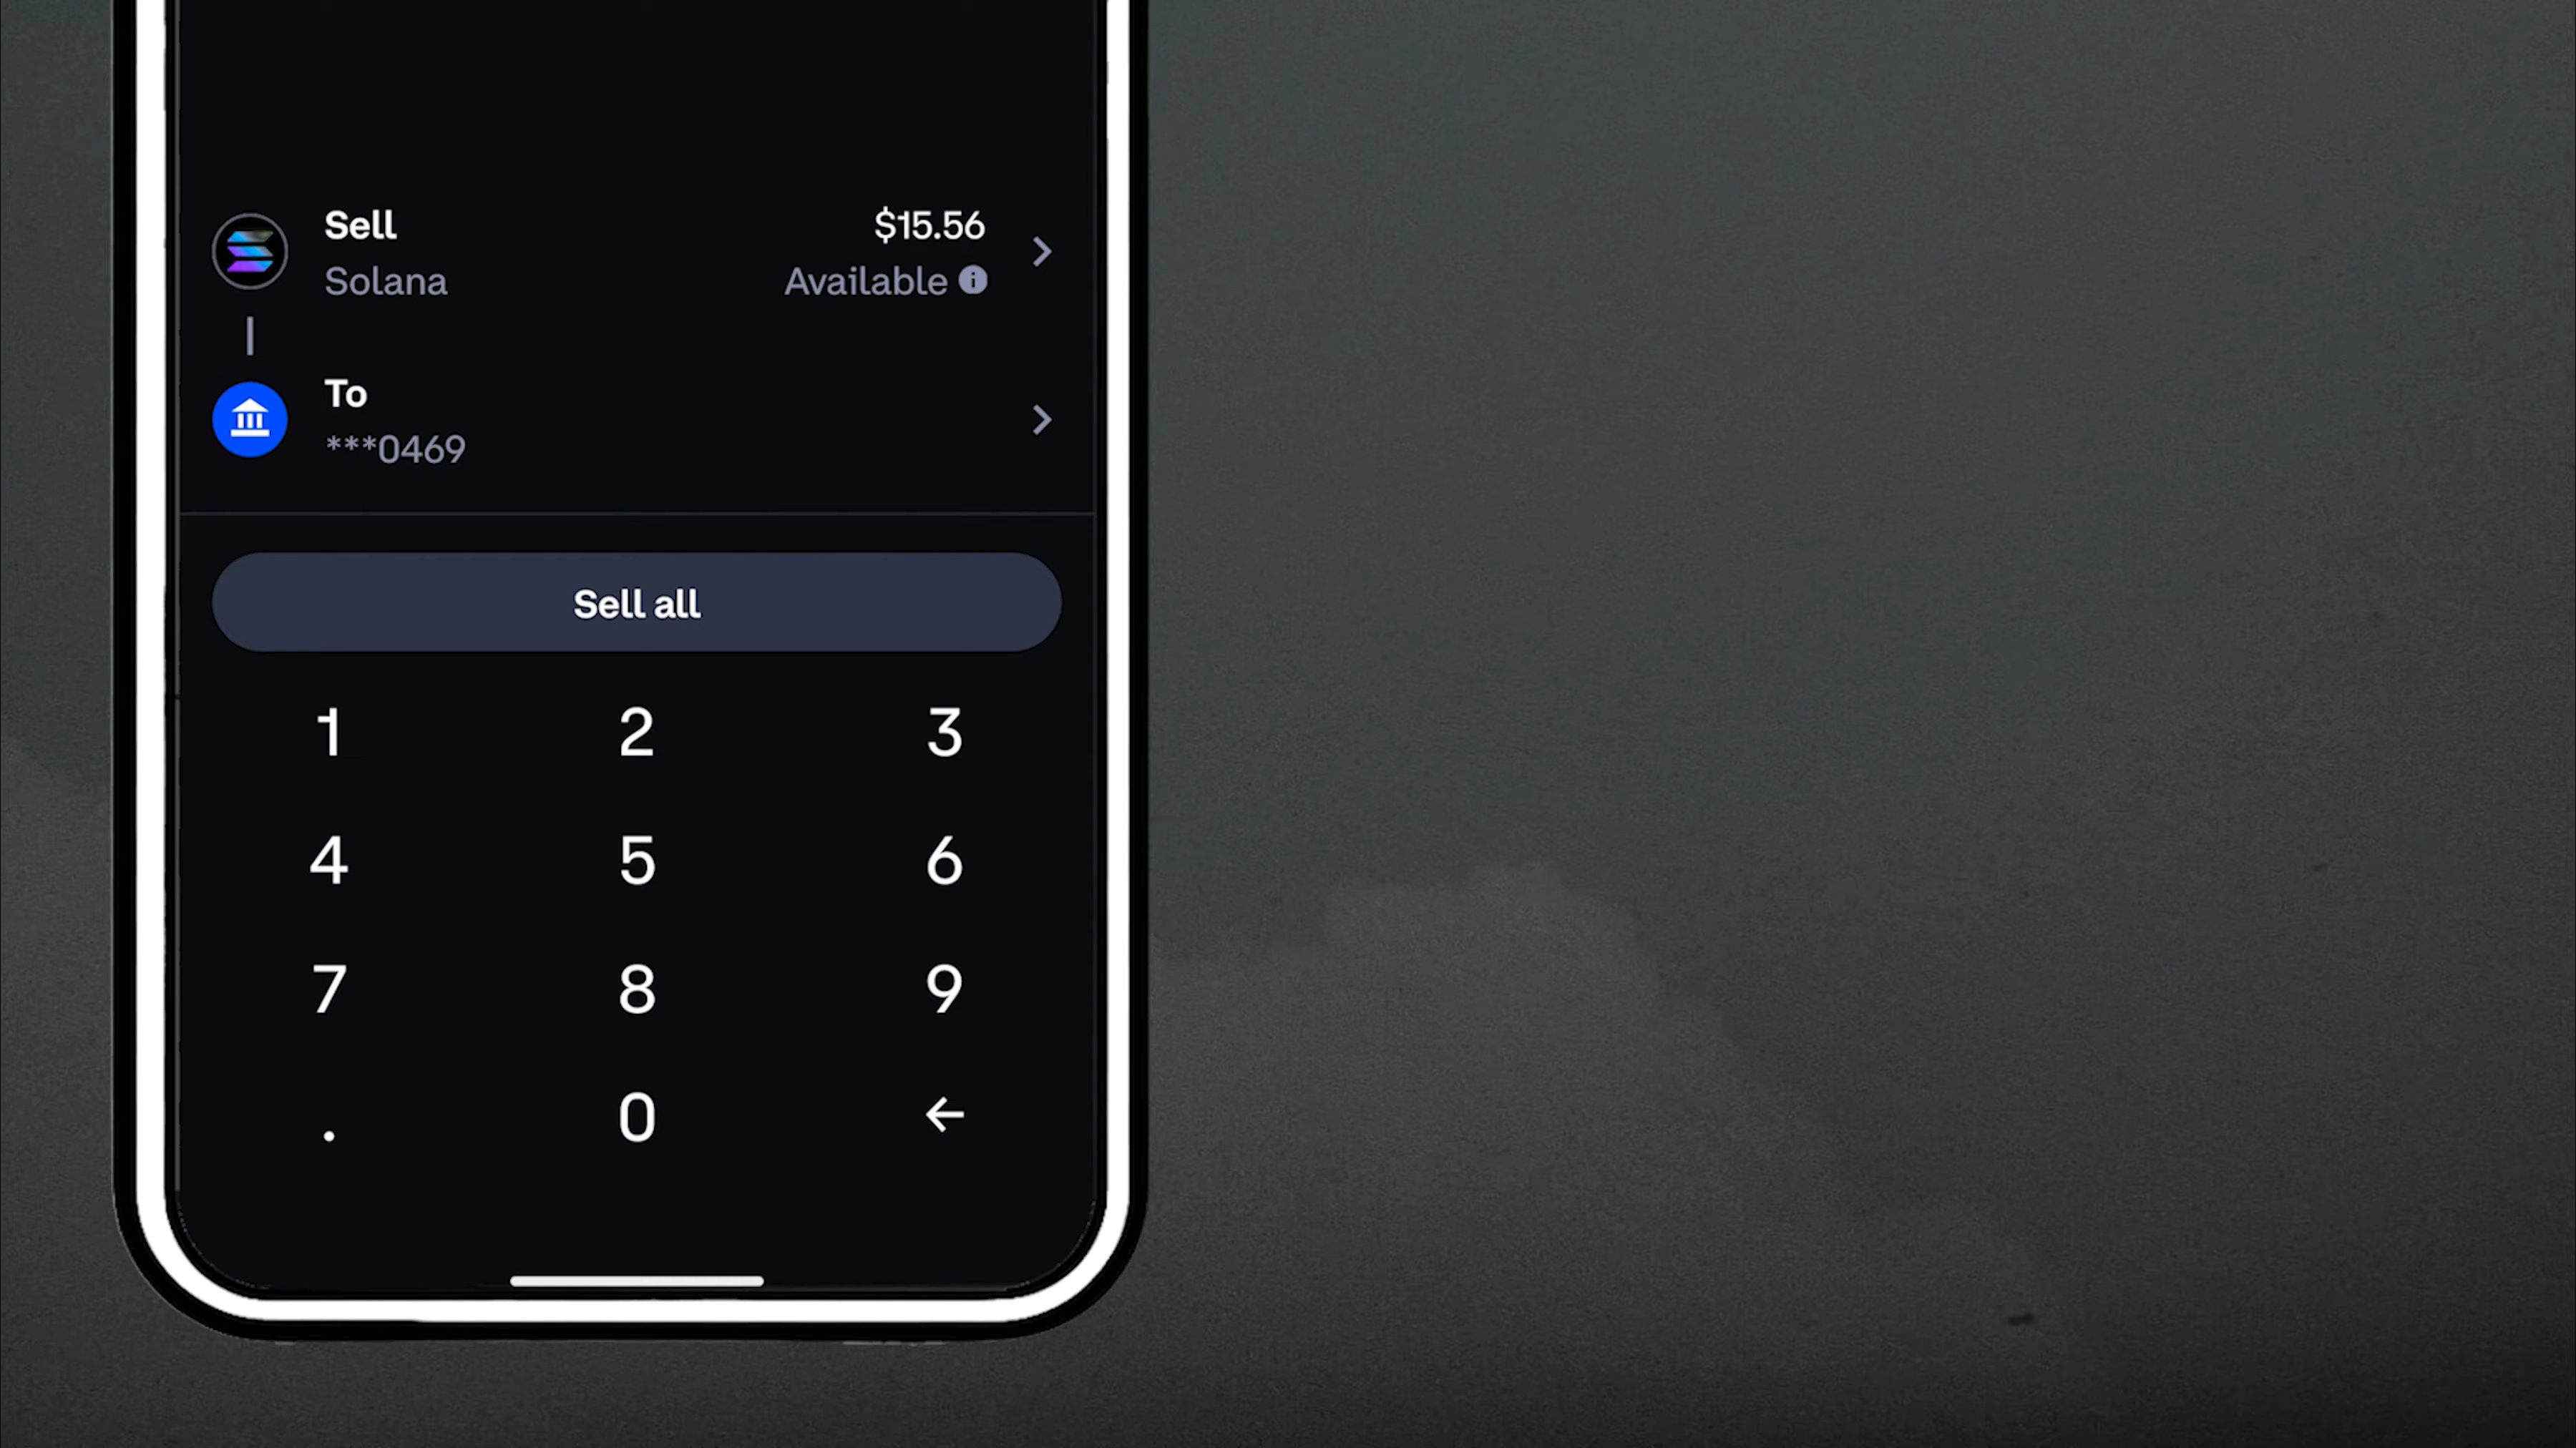 Sell
$15.56
Solana
Available
To
***0469
Sell all
1 2 3
4 5 6
7 8 9
. 0 ←